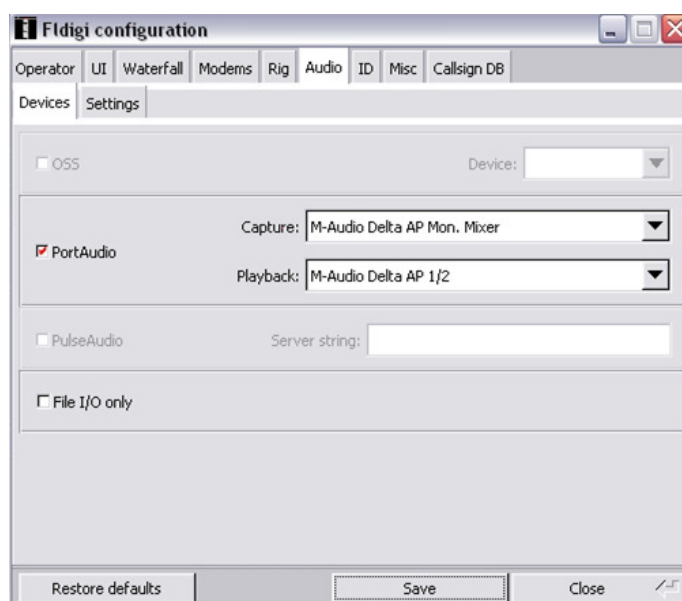 Fldigi configuration
Operator UI Waterfall Modems Rig Audio ID Misc Callsign DB
Devices Settings
OSS Device:
Capture: M-Audio Delta AP Mon. Mixer
PortAudio
Playback: M-Audio Delta AP 1/2
PulseAudio Server string:
File I/O only
Restore defaults Save Close